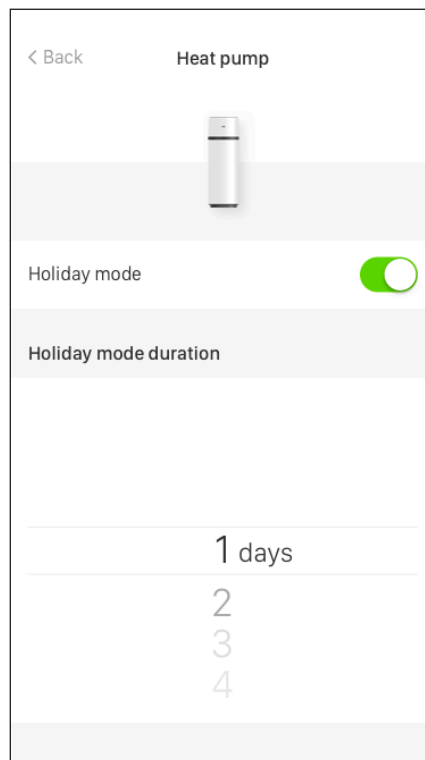 < Back Heat pump
Holiday mode
Holiday mode duration
1 days
2
3
4